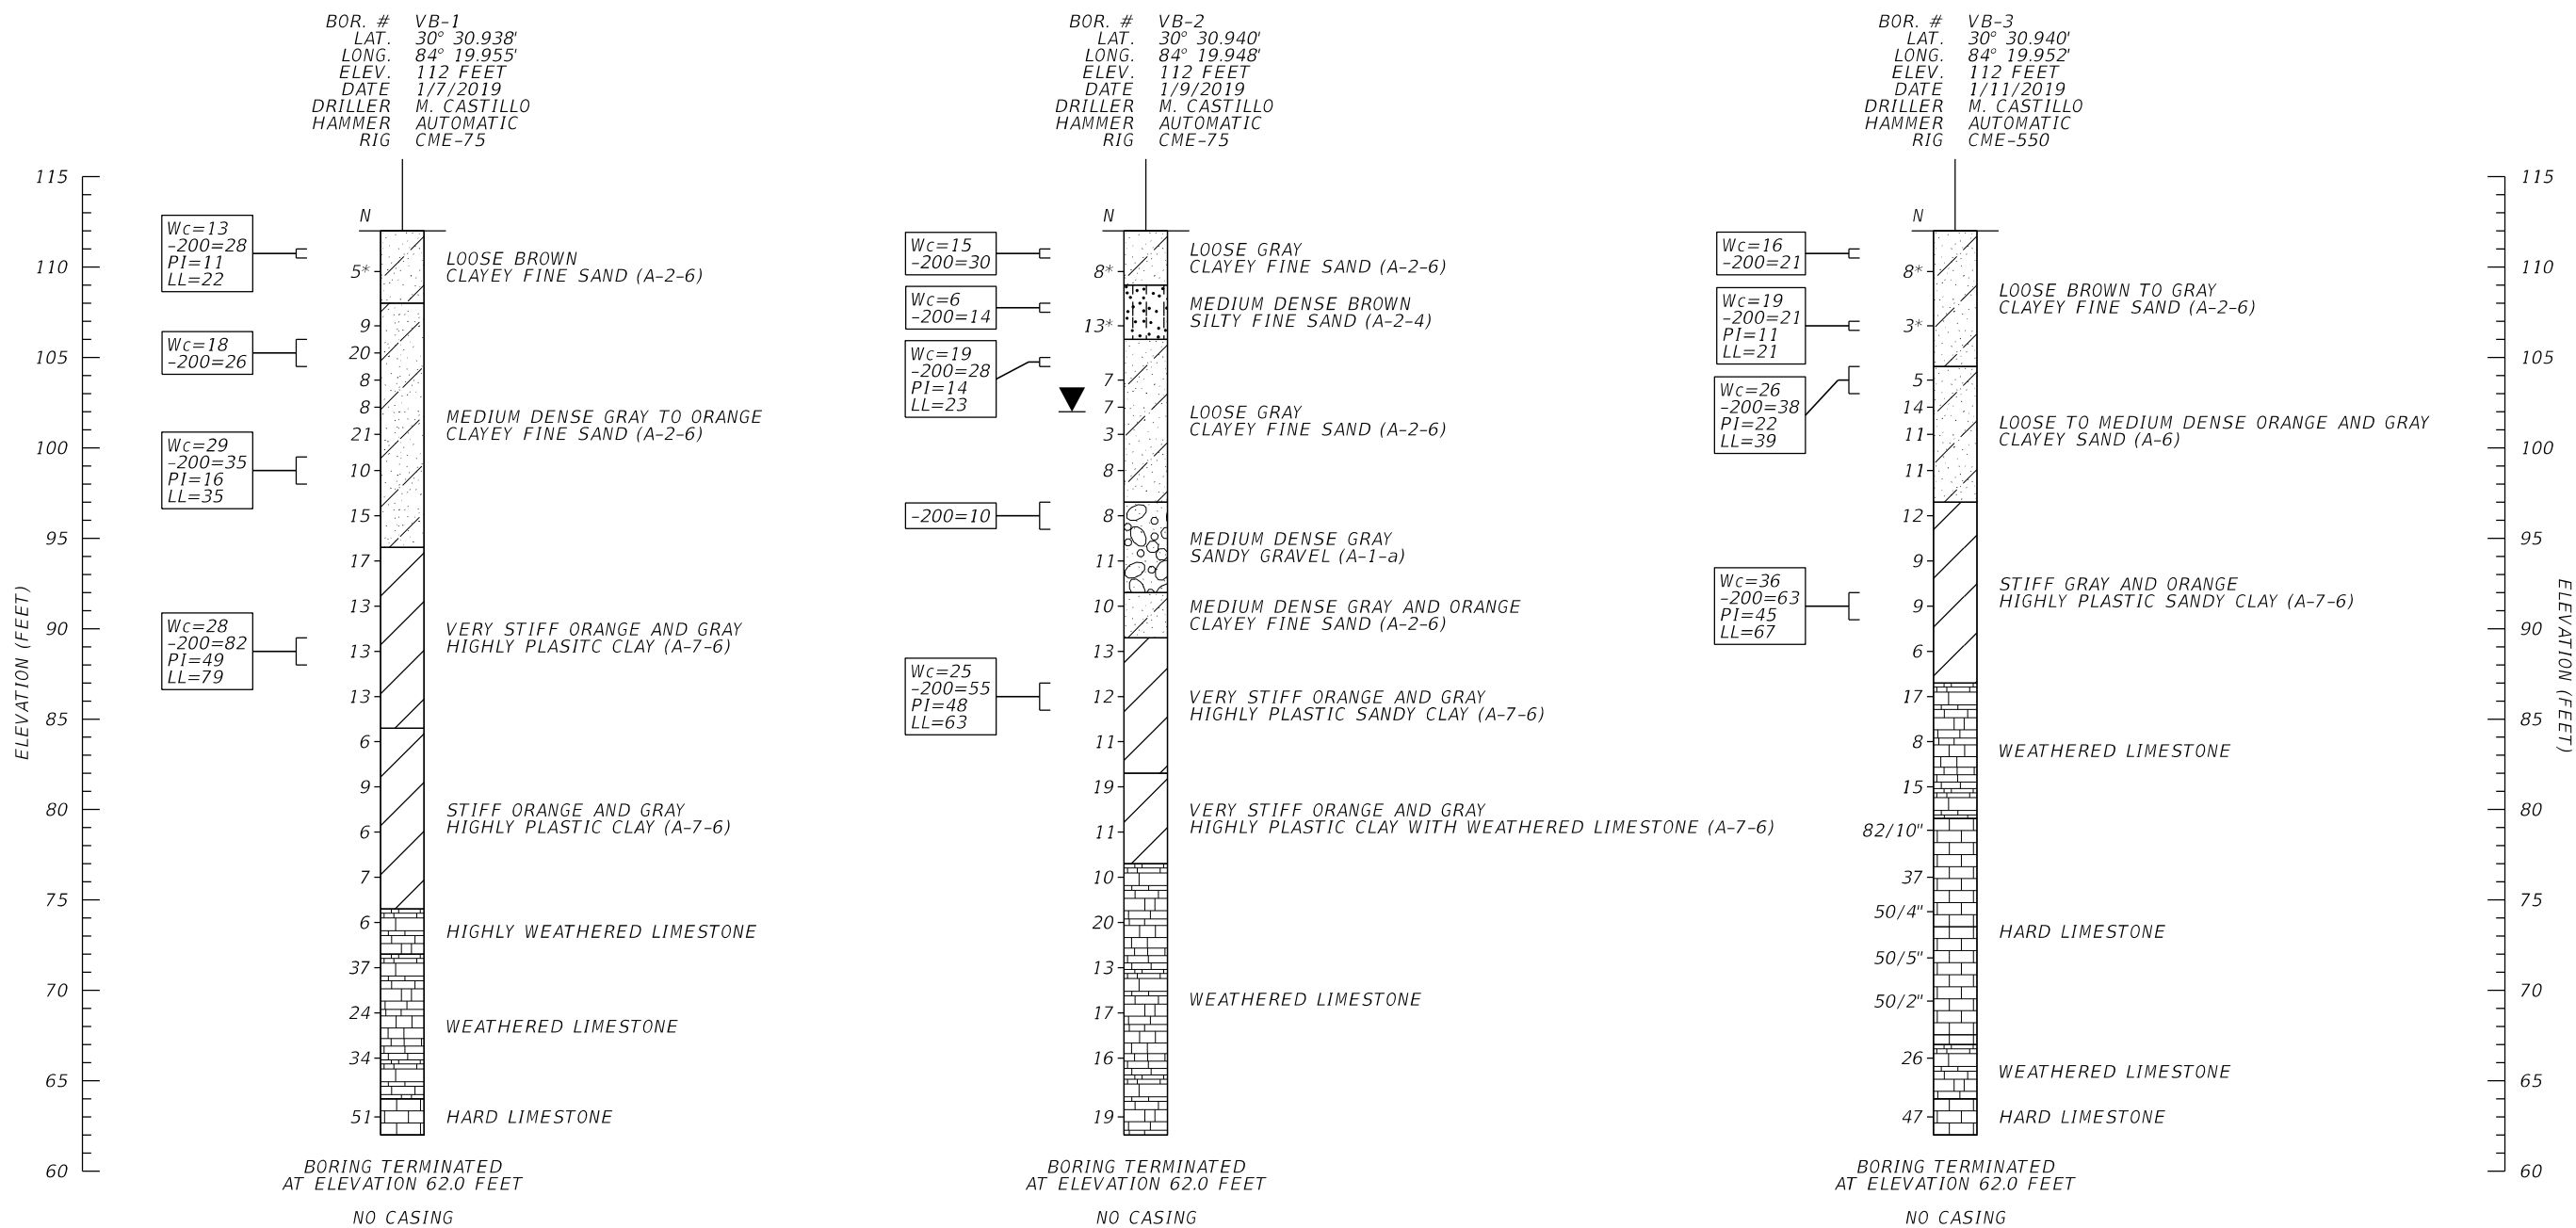 BOR. # VB-1
LAT. 30° 30.938'
LONG. 84° 19.955'
ELEV. 112 FEET
DATE 1/7/2019
DRILLER M. CASTILLO
HAMMER AUTOMATIC
RIG CME-75
BOR. # VB-2
LAT. 30° 30.940'
LONG. 84° 19.948'
ELEV. 112 FEET
DATE 1/9/2019
DRILLER M. CASTILLO
HAMMER AUTOMATIC
RIG CME-75
BOR. # VB-3
LAT. 30° 30.940'
LONG. 84° 19.952'
ELEV. 112 FEET
DATE 1/11/2019
DRILLER M. CASTILLO
HAMMER AUTOMATIC
RIG CME-550
ELEVATION (FEET)
115
110
105
100
95
90
85
80
75
70
65
60
Wc=13
-200=28
PI=11
LL=22
Wc=18
-200=26
Wc=29
-200=35
PI=16
LL=35
Wc=28
-200=82
PI=49
LL=79
N
5*
9
20
8
8
21
10
15
17
13
13
13
6
9
6
7
6
37
24
34
51
LOOSE BROWN
CLAYEY FINE SAND (A-2-6)
MEDIUM DENSE GRAY TO ORANGE
CLAYEY FINE SAND (A-2-6)
VERY STIFF ORANGE AND GRAY
HIGHLY PLASITC CLAY (A-7-6)
STIFF ORANGE AND GRAY
HIGHLY PLASTIC CLAY (A-7-6)
HIGHLY WEATHERED LIMESTONE
WEATHERED LIMESTONE
HARD LIMESTONE
BORING TERMINATED
AT ELEVATION 62.0 FEET
NO CASING
Wc=15
-200=30
Wc=6
-200=14
Wc=19
-200=28
PI=14
LL=23
-200=10
Wc=25
-200=55
PI=48
LL=63
N
8*
13*
7
7
3
8
8
11
10
13
12
11
19
11
10
20
13
17
16
19
LOOSE GRAY
CLAYEY FINE SAND (A-2-6)
MEDIUM DENSE BROWN
SILTY FINE SAND (A-2-4)
LOOSE GRAY
CLAYEY FINE SAND (A-2-6)
MEDIUM DENSE GRAY
SANDY GRAVEL (A-1-a)
MEDIUM DENSE GRAY AND ORANGE
CLAYEY FINE SAND (A-2-6)
VERY STIFF ORANGE AND GRAY
HIGHLY PLASTIC SANDY CLAY (A-7-6)
VERY STIFF ORANGE AND GRAY
HIGHLY PLASTIC CLAY WITH WEATHERED LIMESTONE (A-7-6)
WEATHERED LIMESTONE
BORING TERMINATED
AT ELEVATION 62.0 FEET
NO CASING
Wc=16
-200=21
Wc=19
-200=21
PI=11
LL=21
Wc=26
-200=38
PI=22
LL=39
Wc=36
-200=63
PI=45
LL=67
N
8*
3*
5
14
11
11
12
9
9
6
17
8
15
82/10"
37
50/4"
50/5"
50/2"
26
47
LOOSE BROWN TO GRAY
CLAYEY FINE SAND (A-2-6)
LOOSE TO MEDIUM DENSE ORANGE AND GRAY
CLAYEY SAND (A-6)
STIFF GRAY AND ORANGE
HIGHLY PLASTIC SANDY CLAY (A-7-6)
WEATHERED LIMESTONE
HARD LIMESTONE
WEATHERED LIMESTONE
HARD LIMESTONE
BORING TERMINATED
AT ELEVATION 62.0 FEET
NO CASING
115
110
105
100
95
90
85
80
75
70
65
60
ELEVATION (FEET)